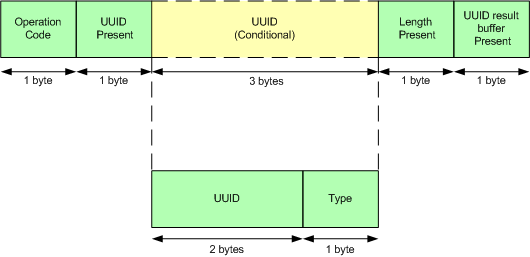 Operation
Code
UUID
Present
UUID
(Conditional)
Length
Present
UUID result
buffer
Present
1 byte
1 byte
3 bytes
1 byte
1 byte
UUID
Type
2 bytes
1 byte